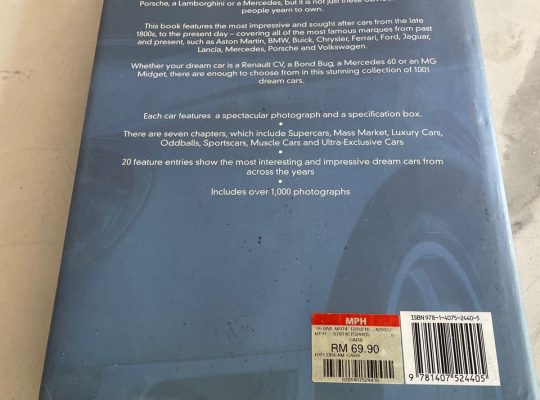 Porsche, a Lamborghini or a Mercedes, but it is not just these
people yearn to own.
This book features the most impressive and sought after cars from the late
1800s, to the present day – covering all of the most famous marques from past
and present, such as Aston Martin, BMW, Buick, Chrysler, Ferrari, Ford, Jaguar,
Lancia, Mercedes, Porsche and Volkswagen.
Whether your dream car is a Renault CV, a Bond Bug, a Mercedes 60 or an MG
Midget, there are enough to choose from in this stunning collection of 1001
dream cars.
Each car features a spectacular photograph and a specification box.
There are seven chapters, which include Supercars, Mass Market, Luxury Cars,
Oddballs, Sportscars, Muscle Cars and Ultra-Exclusive Cars
20 feature entries show the most interesting and impressive dream cars from
across the years
Includes over 1,000 photographs
MPH
MPH 9781407524405
CARS
RM 69.90
1001 DREAM CARS
9781407524405
ISBN 978-1-4075-2440-5
9 781407 524405